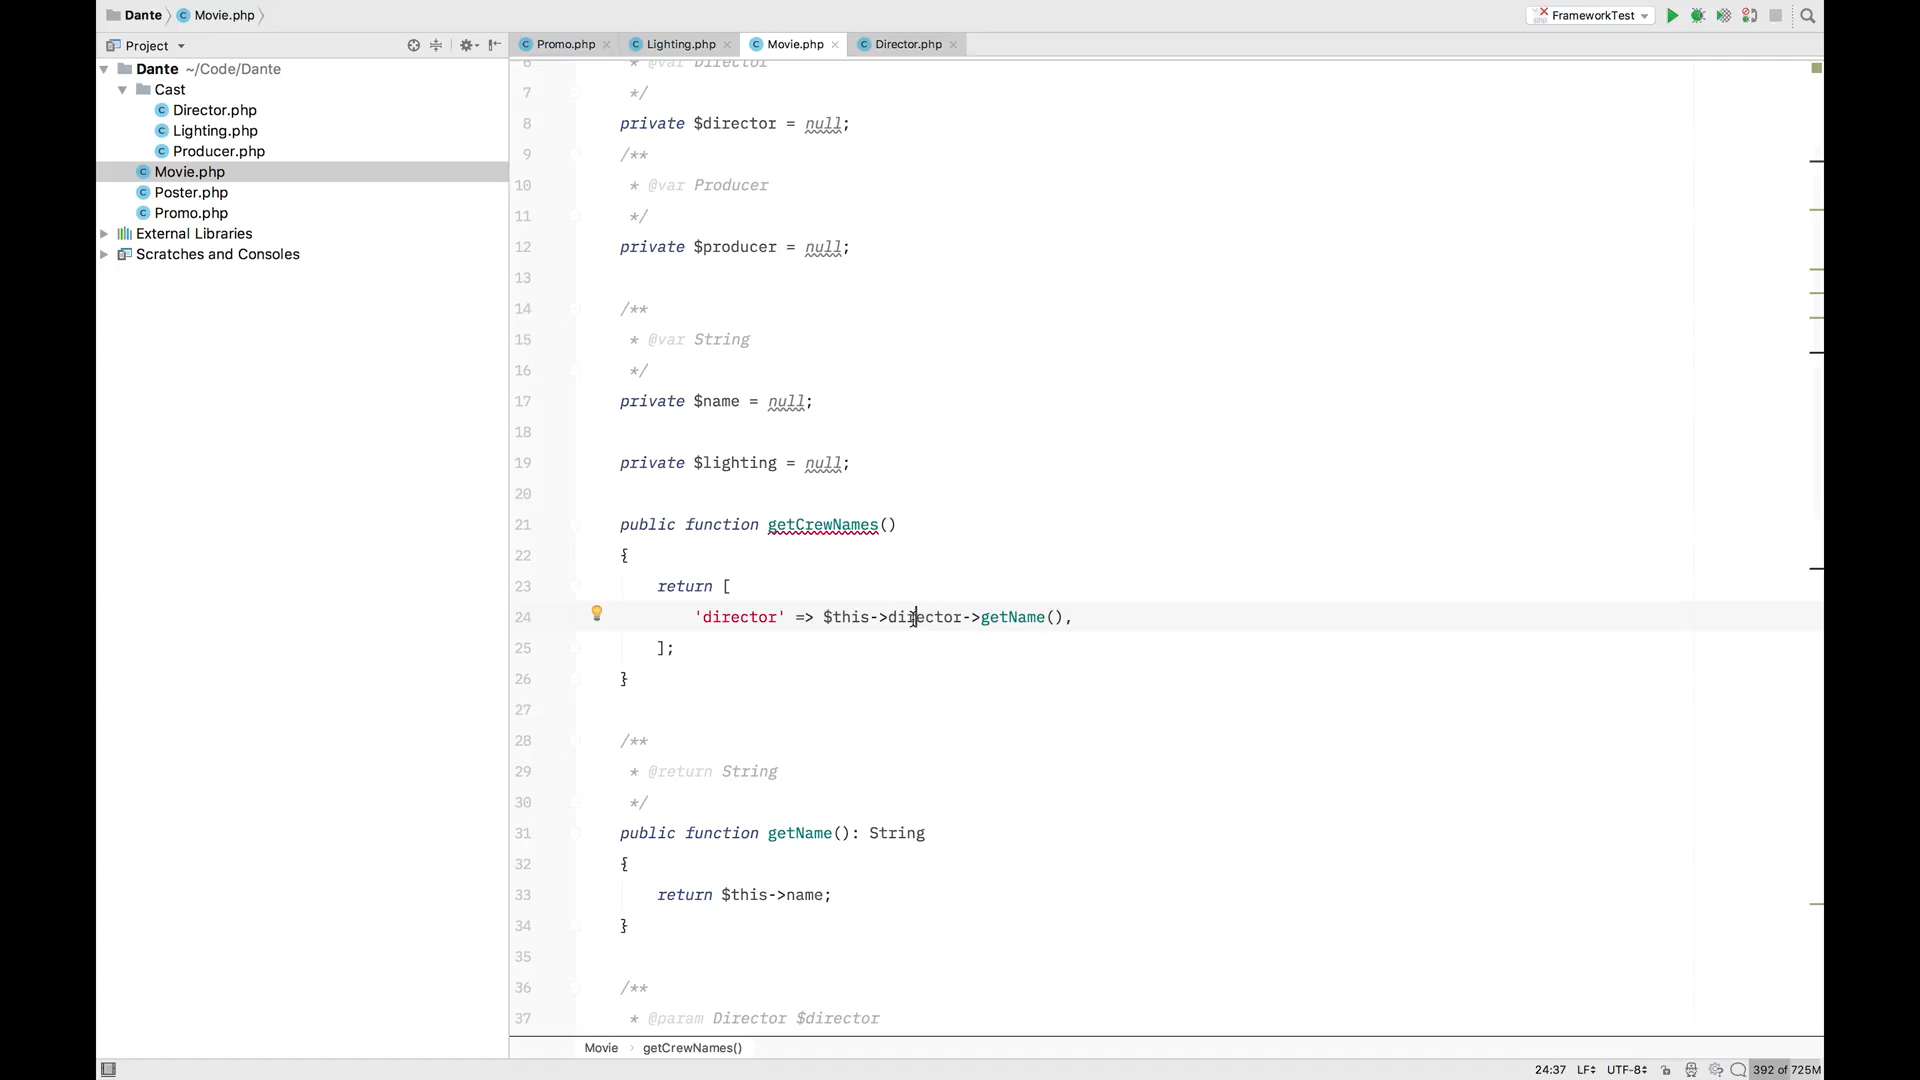 Dante
Movie.php
FrameworkTest
Project
Promo.php
Lighting.php
Movie.php
Director.php
Dante ~/Code/Dante
Cast
Director.php
Lighting.php
Producer.php
Movie.php
Poster.php
Promo.php
External Libraries
Scratches and Consoles
6 * @var Director
7 */
8 private $director = null;
9 /**
10 * @var Producer
11 */
12 private $producer = null;
13
14 /**
15 * @var String
16 */
17 private $name = null;
18
19 private $lighting = null;
20
21 public function getCrewNames()
22 {
23 return [
24 'director' => $this->director->getName(),
25 ];
26 }
27
28 /**
29 * @return String
30 */
31 public function getName(): String
32 {
33 return $this->name;
34 }
35
36 /**
37 * @param Director $director
Movie
getCrewNames()
24:37 LF UTF-8 392 of 725M